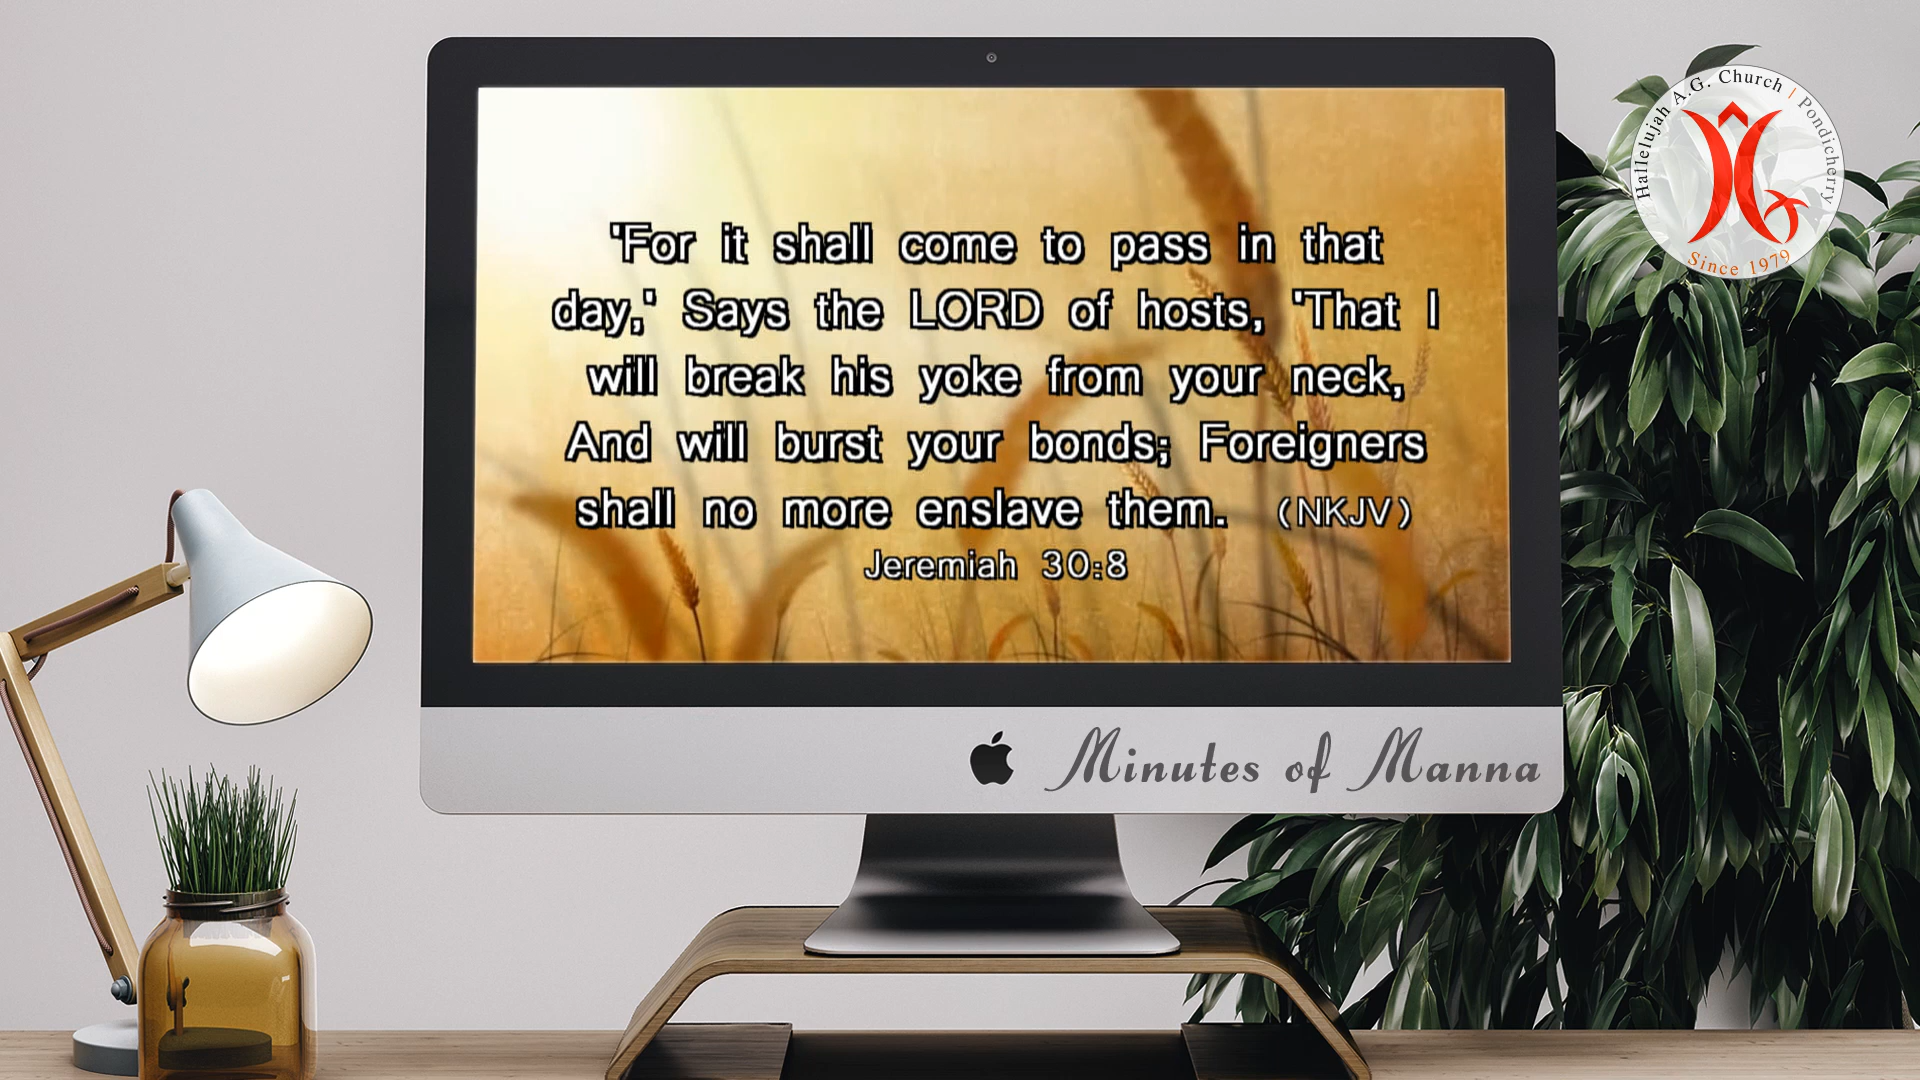 Hallelujah A.G. Church | Pondicherry
Since 1979
'For it shall come to pass in that
day,' Says the LORD of hosts, 'That I
will break his yoke from your neck,
And will burst your bonds; Foreigners
shall no more enslave them. (NKJV)
Jeremiah 30:8
Minutes of Manna